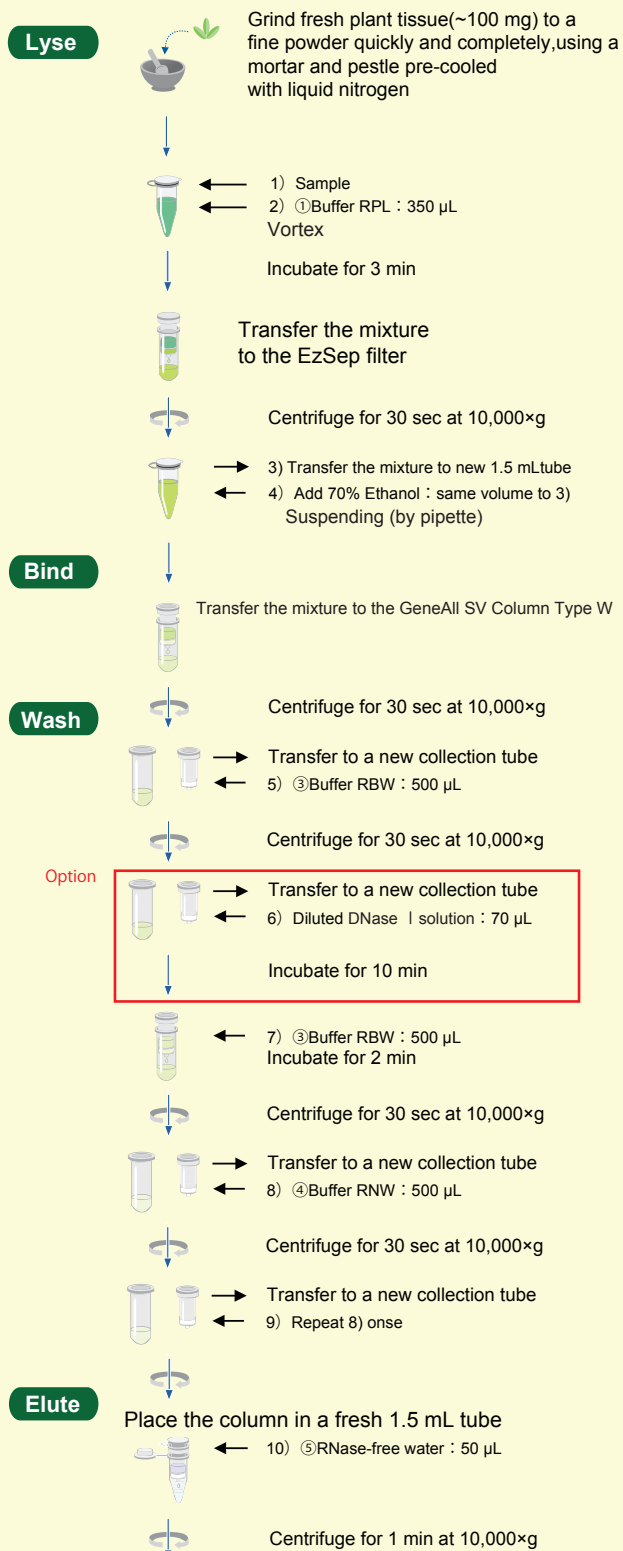 Lyse
Grind fresh plant tissue(~100 mg) to a
fine powder quickly and completely,using a
mortar and pestle pre-cooled
with liquid nitrogen
1）Sample
2）①Buffer RPL：350 µL
Vortex
Incubate for 3 min
Transfer the mixture
to the EzSep filter
Centrifuge for 30 sec at 10,000×g
3) Transfer the mixture to new 1.5 mLtube
4）Add 70% Ethanol：same volume to 3)
Suspending (by pipette)
Bind
Transfer the mixture to the GeneAll SV Column Type W
Centrifuge for 30 sec at 10,000×g
Wash
Transfer to a new collection tube
5）③Buffer RBW：500 µL
Centrifuge for 30 sec at 10,000×g
Option
Transfer to a new collection tube
6）Diluted DNase Ⅰ solution：70 µL
Incubate for 10 min
7）③Buffer RBW：500 µL
Incubate for 2 min
Centrifuge for 30 sec at 10,000×g
Transfer to a new collection tube
8）④Buffer RNW：500 µL
Centrifuge for 30 sec at 10,000×g
Transfer to a new collection tube
9）Repeat 8) onse
Elute
Place the column in a fresh 1.5 mL tube
10）⑤RNase-free water：50 µL
Centrifuge for 1 min at 10,000×g